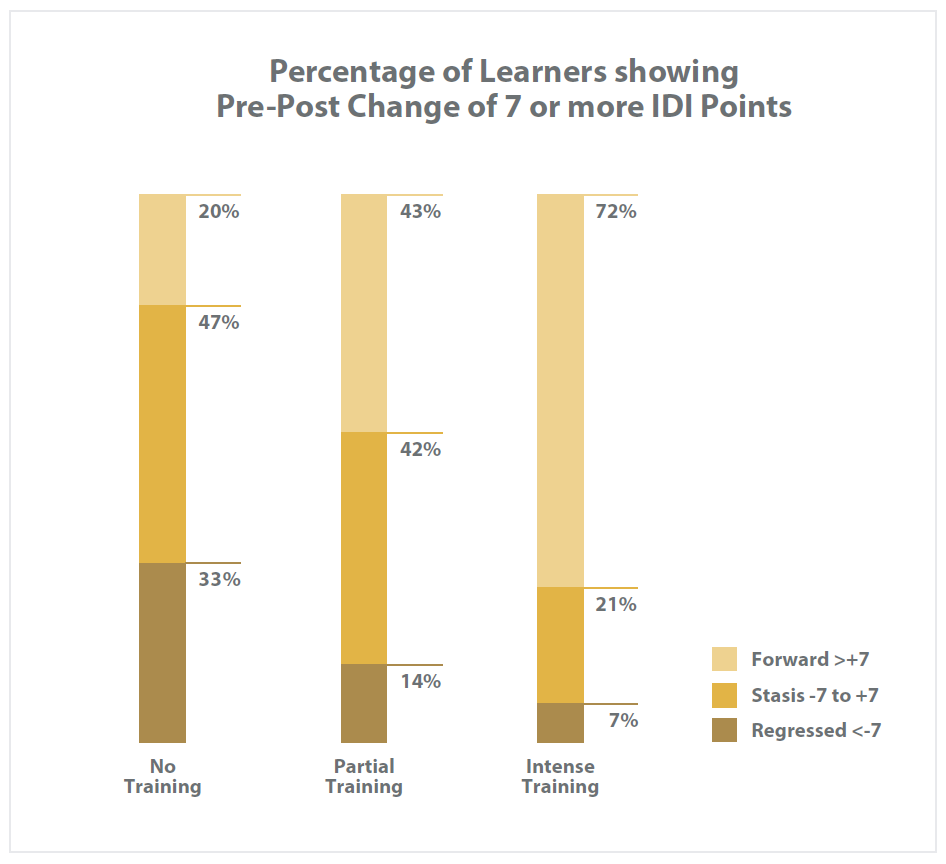 Percentage of Learners showing
Pre-Post Change of 7 or more IDI Points
20%
47%
33%
43%
42%
14%
72%
21%
7%
Forward >+7
Stasis -7 to +7
Regressed <-7
No
Training
Partial
Training
Intense
Training